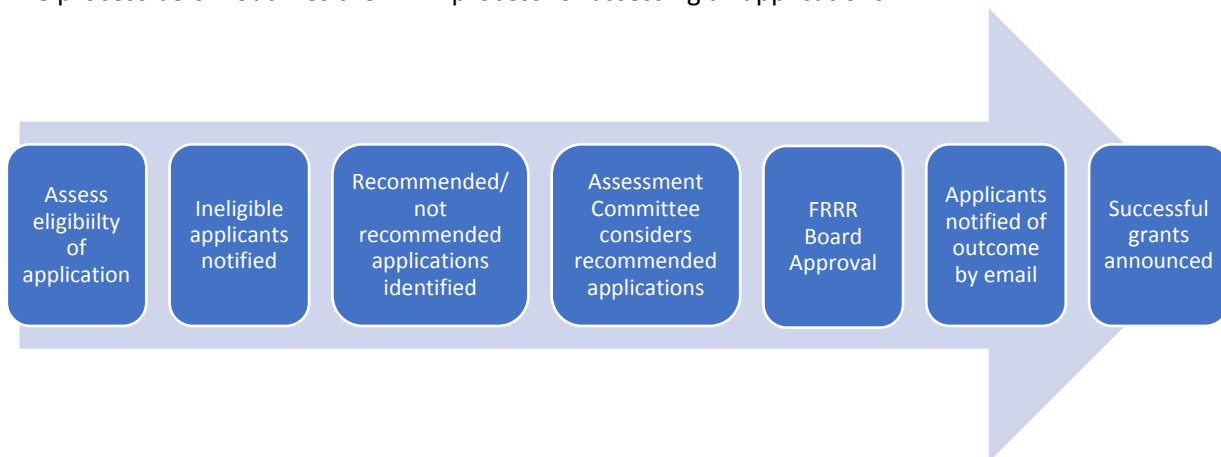 Assess
eligibiilty
of
application
Ineligible
applicants
notified
Recommended/
not
recommended
applications
identified
Assessment
Committee
considers
recommended
applications
FRRR
Board
Approval
Applicants
notified of
outcome
by email
Successful
grants
announced